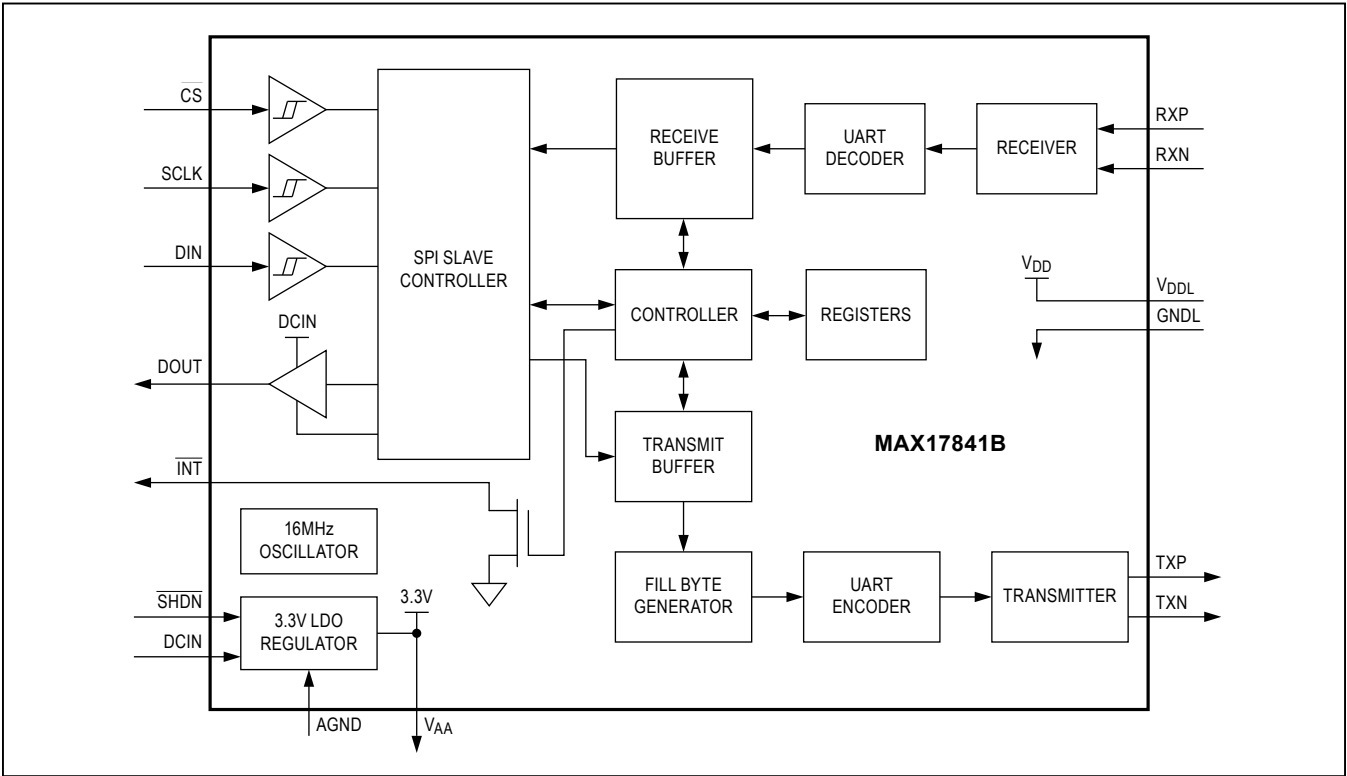 CS
SCLK
DIN
DCIN
DOUT
INT
SPI SLAVE
CONTROLLER
16MHz
OSCILLATOR
SHDN
DCIN
3.3V LDO
REGULATOR
3.3V
AGND
VAA
RECEIVE
BUFFER
UART
DECODER
RECEIVER
RXP
RXN
CONTROLLER
REGISTERS
VDD
VDDL
GNDL
TRANSMIT
BUFFER
MAX17841B
FILL BYTE
GENERATOR
UART
ENCODER
TRANSMITTER
TXP
TXN